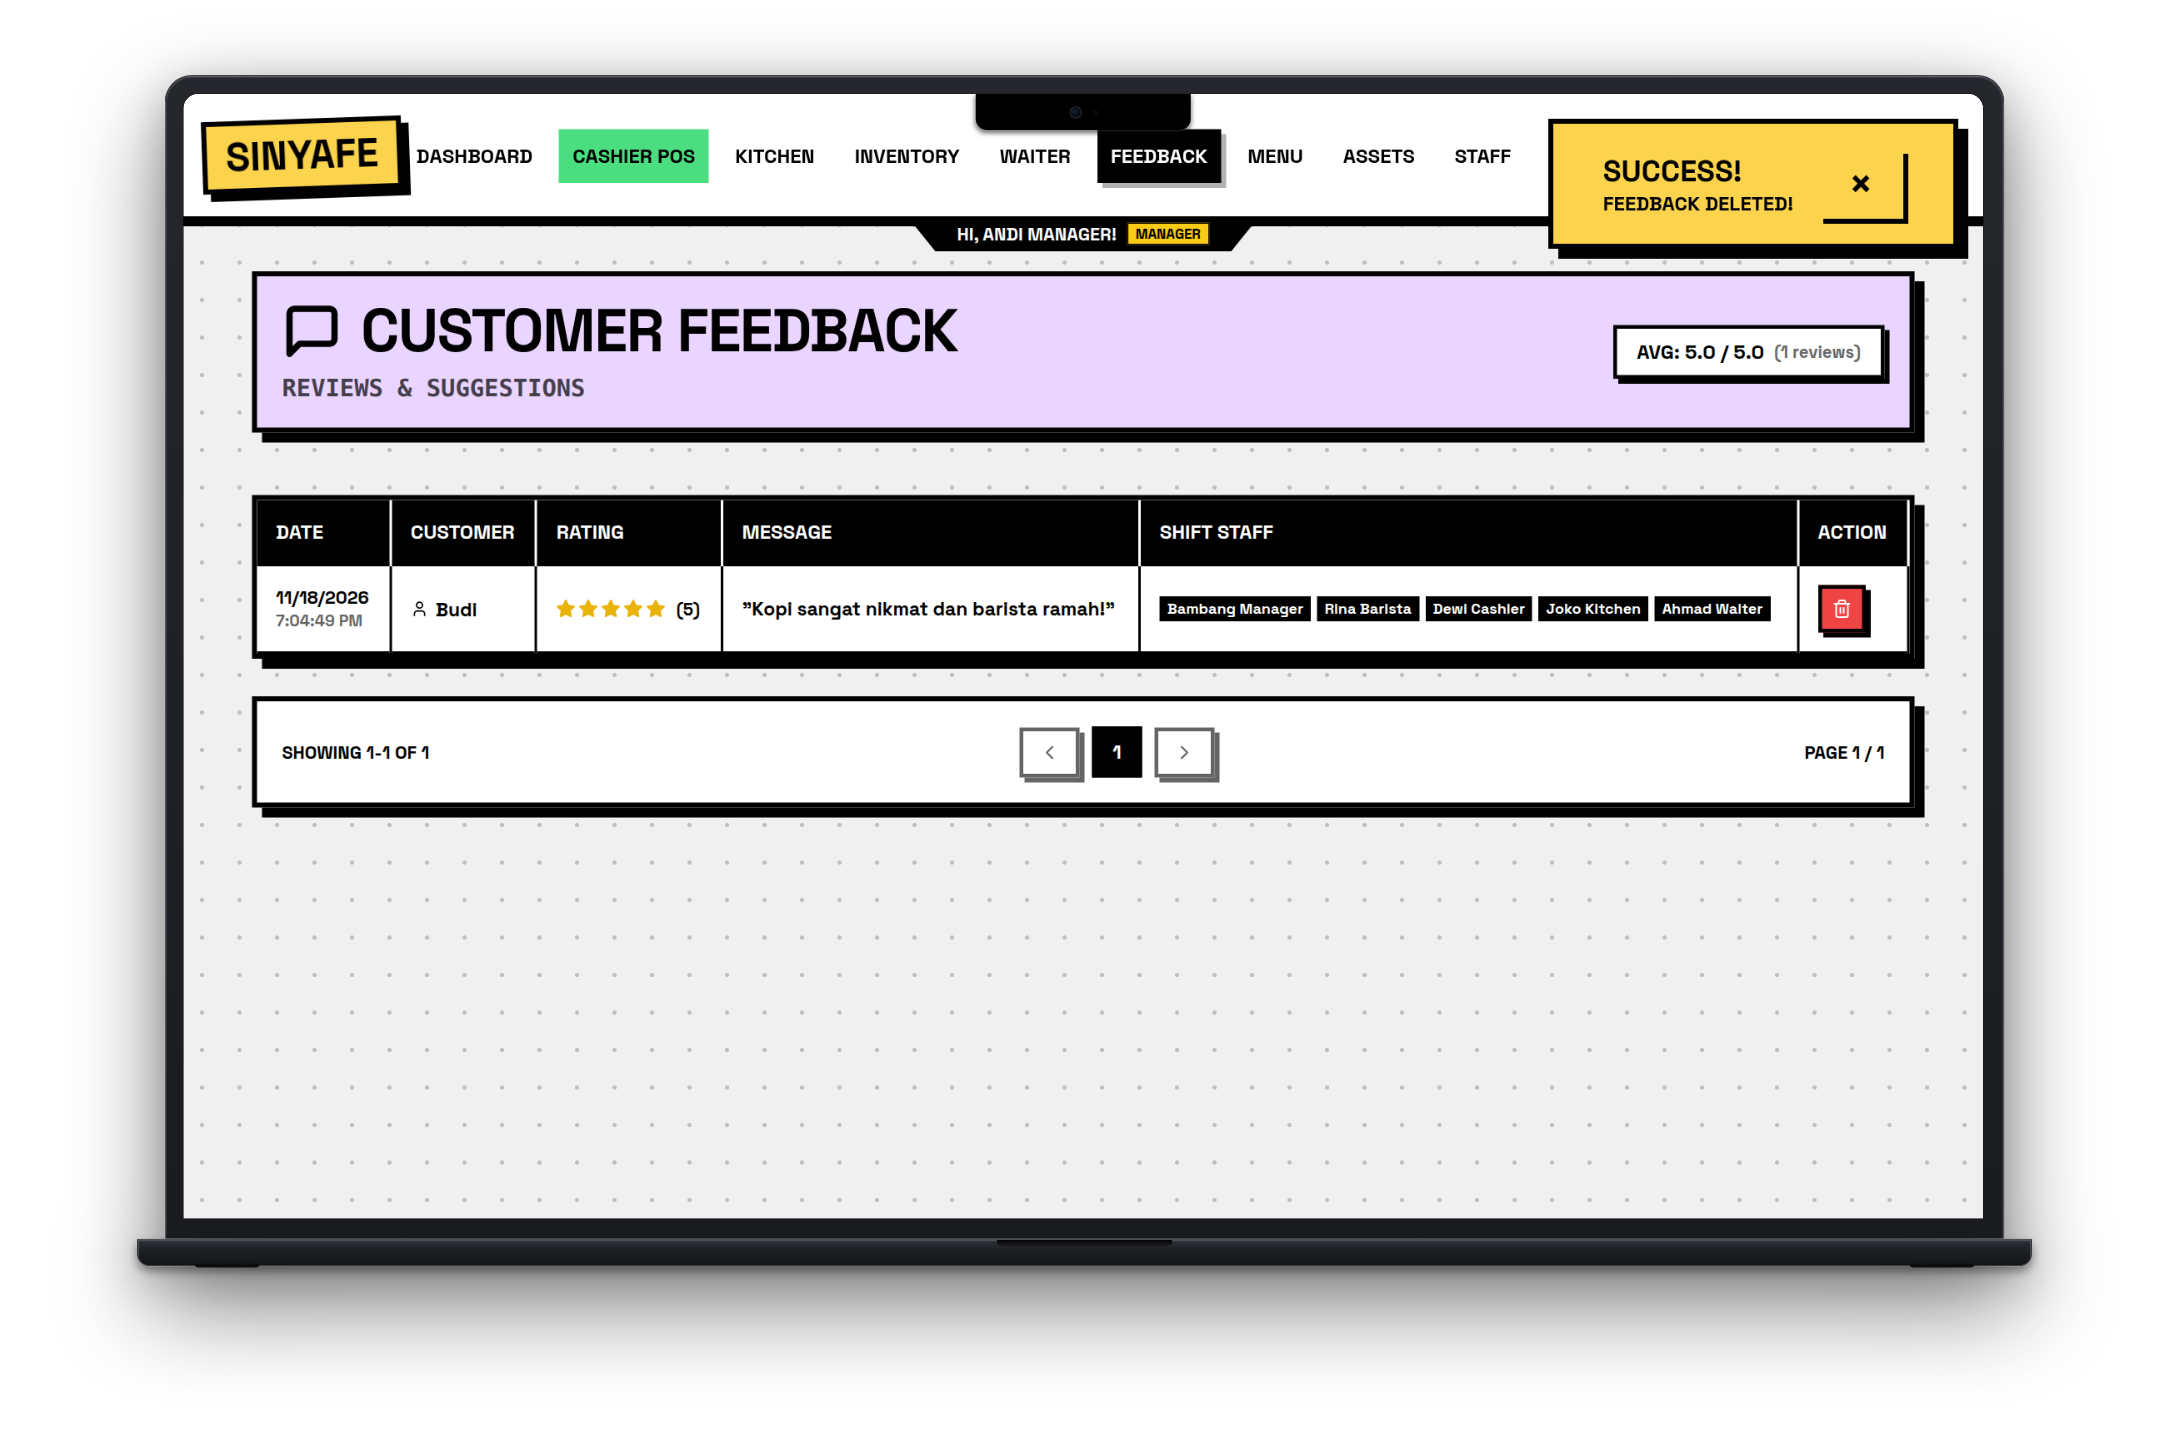 SINYAFE
DASHBOARD
CASHIER POS
KITCHEN
INVENTORY
WAITER
FEEDBACK
MENU
ASSETS
STAFF
SUCCESS!
FEEDBACK DELETED!
HI, ANDI MANAGER!
MANAGER
CUSTOMER FEEDBACK
REVIEWS & SUGGESTIONS
AVG: 5.0 / 5.0 (1 reviews)
DATE
CUSTOMER
RATING
MESSAGE
SHIFT STAFF
ACTION
11/18/2026
7:04:49 PM
Budi
(5)
"Kopi sangat nikmat dan barista ramah!"
Bambang Manager
Rina Barista
Dewi Cashier
Joko Kitchen
Ahmad Waiter
SHOWING 1-1 OF 1
1
PAGE 1 / 1